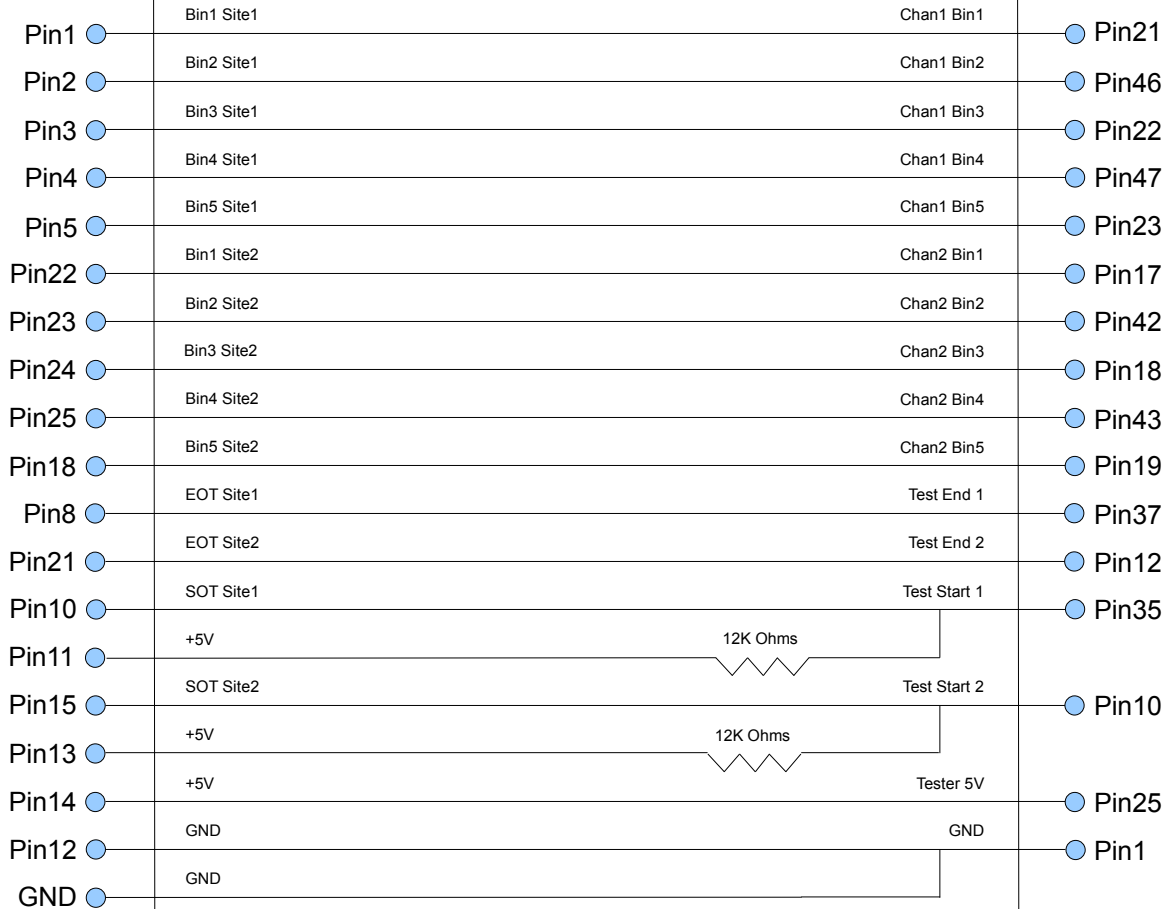 Pin1 Bin1 Site1 Chan1 Bin1 Pin21
Pin2 Bin2 Site1 Chan1 Bin2 Pin46
Pin3 Bin3 Site1 Chan1 Bin3 Pin22
Pin4 Bin4 Site1 Chan1 Bin4 Pin47
Pin5 Bin5 Site1 Chan1 Bin5 Pin23
Pin22 Bin1 Site2 Chan2 Bin1 Pin17
Pin23 Bin2 Site2 Chan2 Bin2 Pin42
Pin24 Bin3 Site2 Chan2 Bin3 Pin18
Pin25 Bin4 Site2 Chan2 Bin4 Pin43
Pin18 Bin5 Site2 Chan2 Bin5 Pin19
Pin8 EOT Site1 Test End 1 Pin37
Pin21 EOT Site2 Test End 2 Pin12
Pin10 SOT Site1 Test Start 1 Pin35
Pin11 +5V 12K Ohms
Pin15 SOT Site2 Test Start 2 Pin10
Pin13 +5V 12K Ohms
Pin14 +5V Tester 5V Pin25
Pin12 GND GND Pin1
GND GND